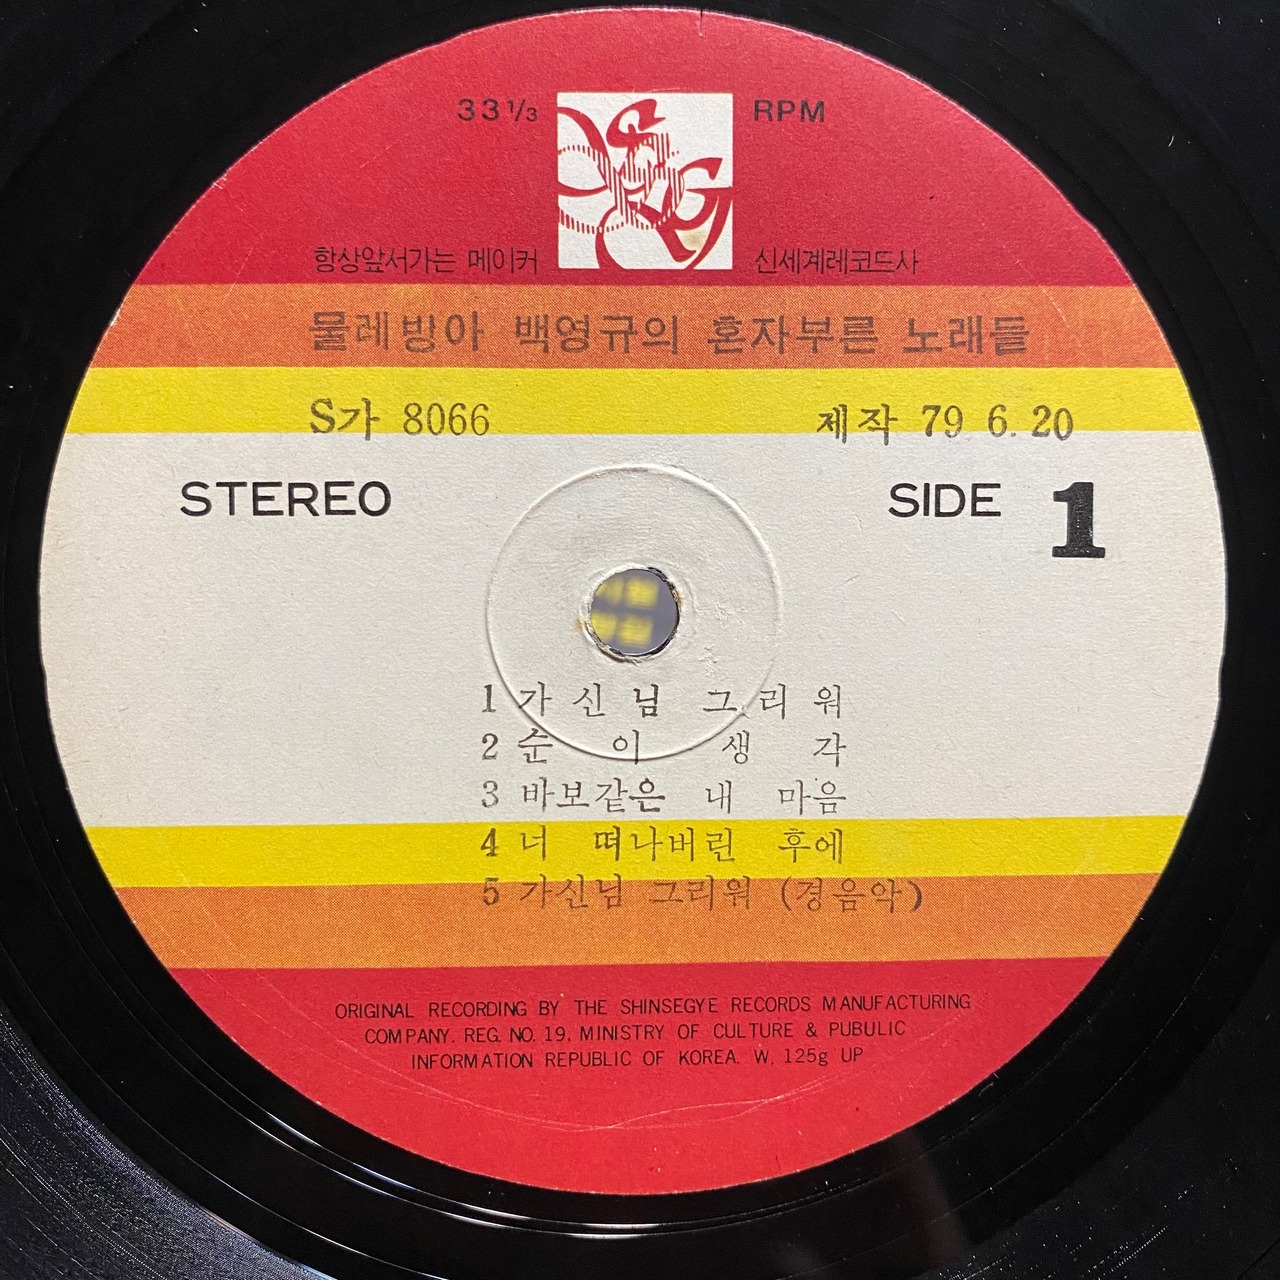 33 1/3 RPM
항상앞서가는 메이커 신세계레코드사
물레방아 백영규의 혼자부른 노래들
S가 8066 제작 79. 6. 20
STEREO SIDE 1
1 가신님 그리워
2 순이생각
3 바보같은 내 마음
4 너 떠나버린 후에
5 가신님 그리워 (경음악)
ORIGINAL RECORDING BY THE SHINSEGYE RECORDS MANUFACTURING
COMPANY. REG. NO. 19, MINISTRY OF CULTURE & PUBULIC
INFORMATION REPUBLIC OF KOREA. W. 125g UP